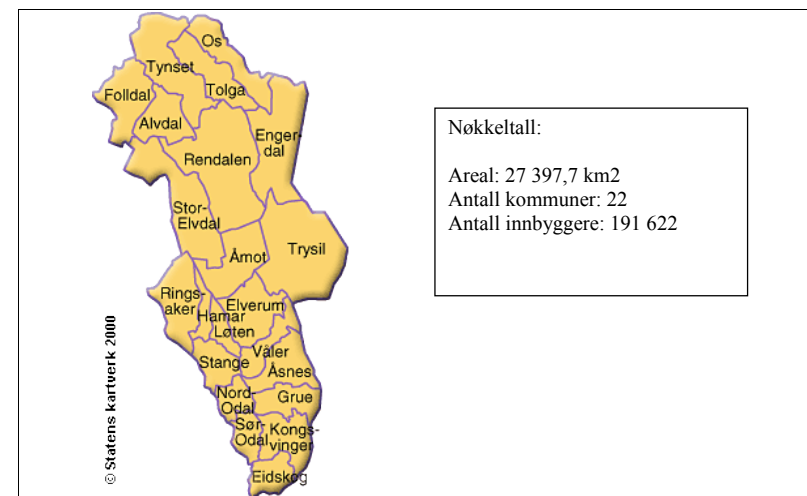 Os
Tynset
Folldal
Tolga
Alvdal
Enger-
dal
Rendalen
Stor-
Elvdal
Trysil
Åmot
Rings-
aker
Elverum
Hamar
Løten
Våler
Stange
Åsnes
Nord-
Odal
Grue
Sør-
Odal
Kongs-
vinger
Eidskog
© Statens kartverk 2000
Nøkkeltall:
Areal: 27 397,7 km2
Antall kommuner: 22
Antall innbyggere: 191 622